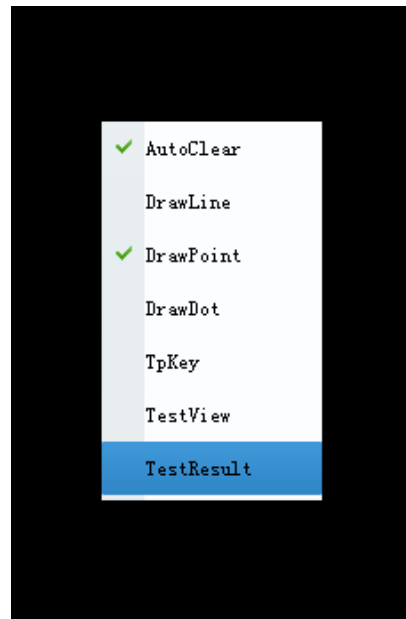 AutoClear
DrawLine
DrawPoint
DrawDot
TpKey
TestView
TestResult